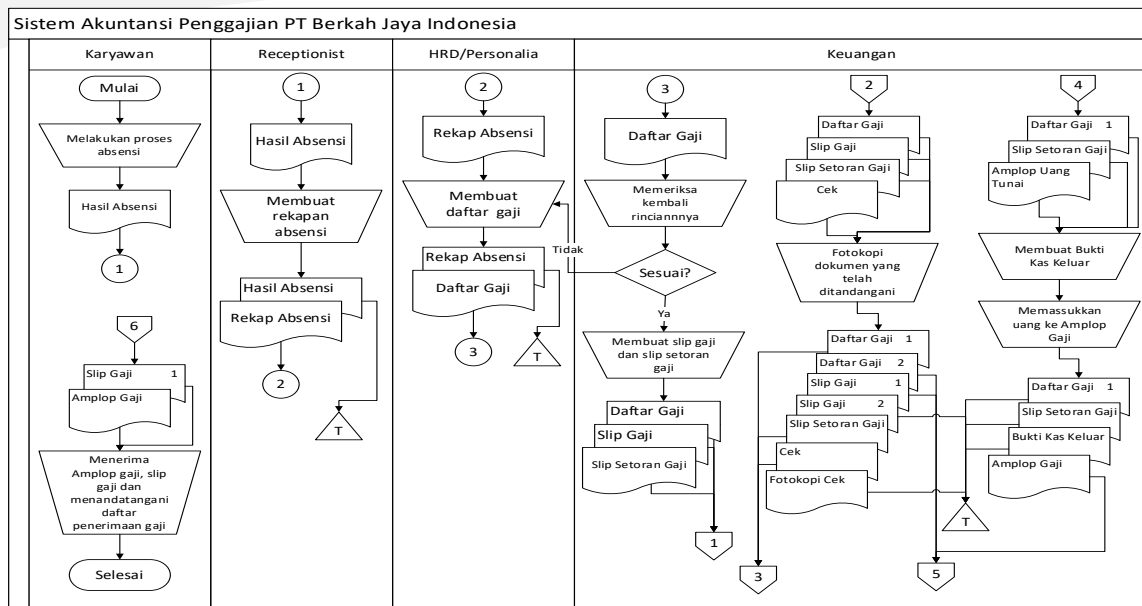 Sistem Akuntansi Penggajian PT Berkah Jaya Indonesia
Karyawan
Receptionist
HRD/Personalia
Keuangan
Mulai
Melakukan proses
absensi
Hasil Absensi
1
6
Slip Gaji 1
Amplop Gaji
Menerima
Amplop gaji, slip
gaji dan
menandatangani
daftar
penerimaan gaji
Selesai
1
Hasil Absensi
Membuat
rekapan
absensi
Hasil Absensi
Rekap Absensi
2
T
2
Rekap Absensi
Membuat
daftar gaji
Rekap Absensi
Daftar Gaji
3
T
3
Daftar Gaji
Memeriksa
kembali
rinciannnya
Tidak
Sesuai?
Ya
Membuat slip gaji
dan slip setoran
gaji
Daftar Gaji
Slip Gaji
Slip Setoran Gaji
1
2
Daftar Gaji
Slip Gaji
Slip Setoran Gaji
Cek
Fotokopi
dokumen yang
telah
ditandangani
Daftar Gaji 1
Daftar Gaji 2
Slip Gaji 1
Slip Gaji 2
Slip Setoran Gaji
Cek
Fotokopi Cek
3
4
Daftar Gaji 1
Slip Setoran Gaji
Amplop Uang
Tunai
Membuat Bukti
Kas Keluar
Memassukkan
uang ke Amplop
Gaji
Daftar Gaji 1
Slip Setoran Gaji
Bukti Kas Keluar
Amplop Gaji
T
5